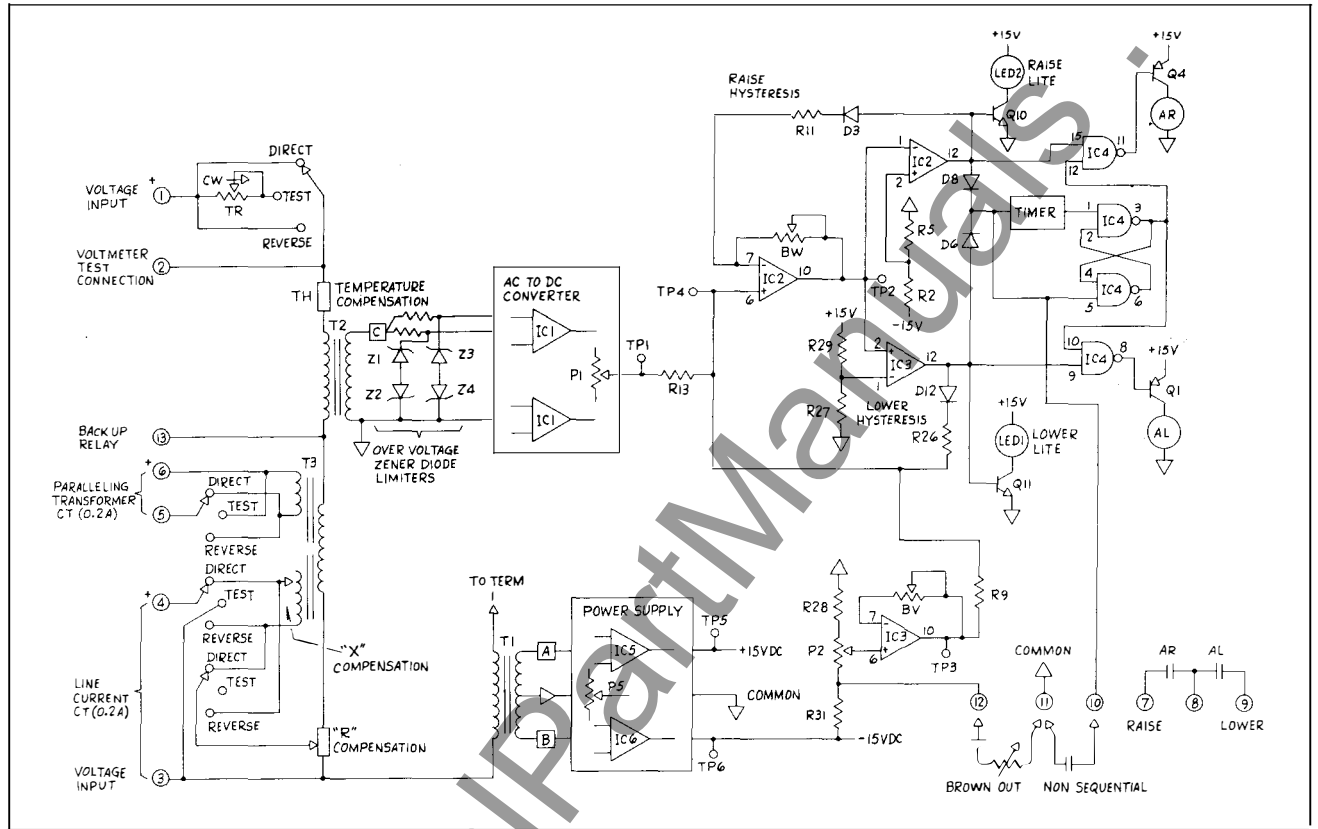 +15V
LED2
RAISE
LITE
Q10
+15V
Q4
AR
RAISE
HYSTERESIS
R11
D3
1
IC2
12
2
D8
15
IC4
11
12
DIRECT
CW
TEST
TR
REVERSE
+
VOLTAGE
INPUT
1
VOLTMETER
TEST
CONNECTION
2
TH
TEMPERATURE
COMPENSATION
T2
C
Z1
Z3
Z2
Z4
OVER VOLTAGE
ZENER DIODE
LIMITERS
AC TO DC
CONVERTER
IC1
P1
IC1
TP1
R13
TP4
BW
7
IC2
10
6
TP2
R5
R2
-15V
TIMER
D6
1
IC4
3
2
4
IC4
6
5
+15V
R29
2
IC3
12
1
R27
LOWER
HYSTERESIS
D12
R26
10
IC4
8
9
+15V
Q1
AL
+15V
LED1
LOWER
LITE
Q11
BACK UP
RELAY
13
T3
+
6
PARALLELING
TRANSFORMER
CT (0.2A)
5
DIRECT
TEST
REVERSE
DIRECT
+
4
TEST
REVERSE
DIRECT
TEST
REVERSE
"X"
COMPENSATION
LINE
CURRENT
CT (0.2A)
"R"
COMPENSATION
VOLTAGE
INPUT
3
TO TERM
T1
A
B
POWER SUPPLY
IC5
P5
IC6
TP5
+15VDC
COMMON
TP6
-15VDC
R28
P2
R31
BV
7
IC3
10
6
TP3
R9
COMMON
12
11
10
BROWN OUT
NON SEQUENTIAL
AR
AL
7
8
9
RAISE
LOWER